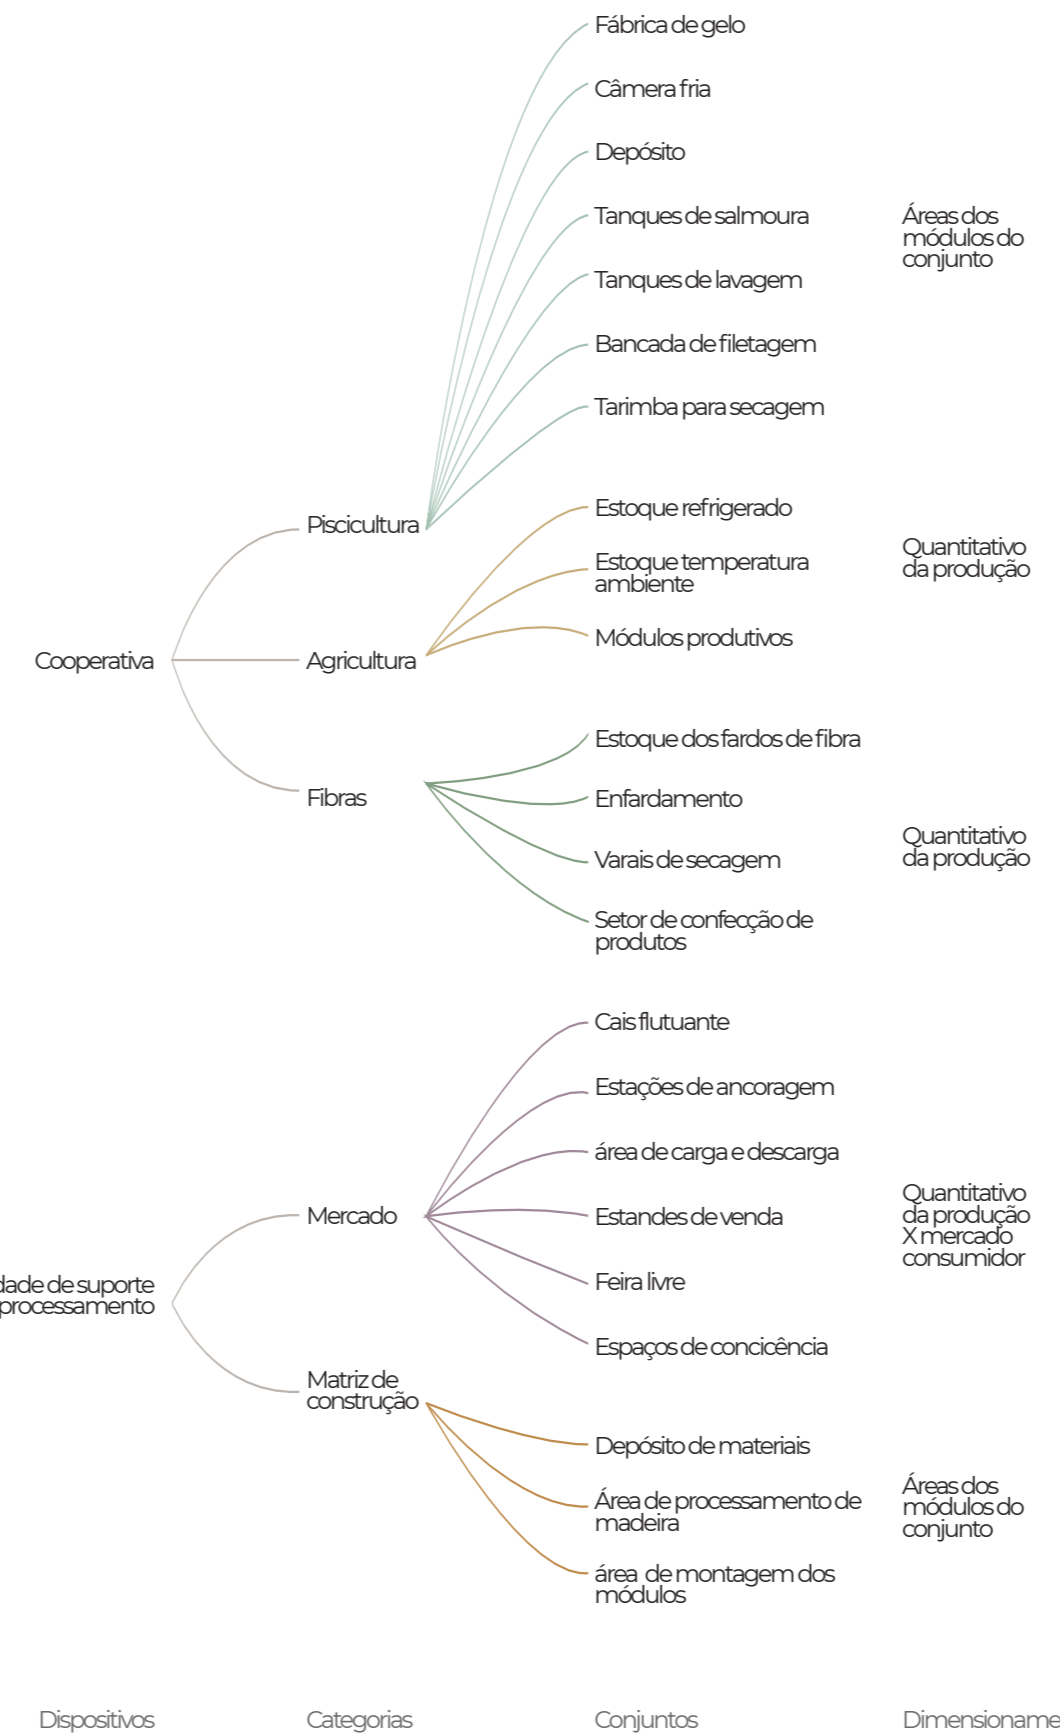 Fábrica de gelo
Câmera fria
Depósito
Tanques de salmoura
Áreas dos
módulos do
conjunto
Tanques de lavagem
Bancada de filetagem
Tarimba para secagem
Piscicultura
Estoque refrigerado
Estoque temperatura
ambiente
Quantitativo
da produção
Módulos produtivos
Cooperativa
Agricultura
Fibras
Estoque dos fardos de fibra
Enfardamento
Varais de secagem
Quantitativo
da produção
Setor de confecção de
produtos
Cais flutuante
Estações de ancoragem
área de carga e descarga
Mercado
Estandes de venda
Quantitativo
da produção
X mercado
consumidor
Feira livre
Espaços de concicência
dade de suporte
processamento
Matriz de
construção
Depósito de materiais
Área de processamento de
madeira
Áreas dos
módulos do
conjunto
área de montagem dos
módulos
Dispositivos
Categorias
Conjuntos
Dimensioname